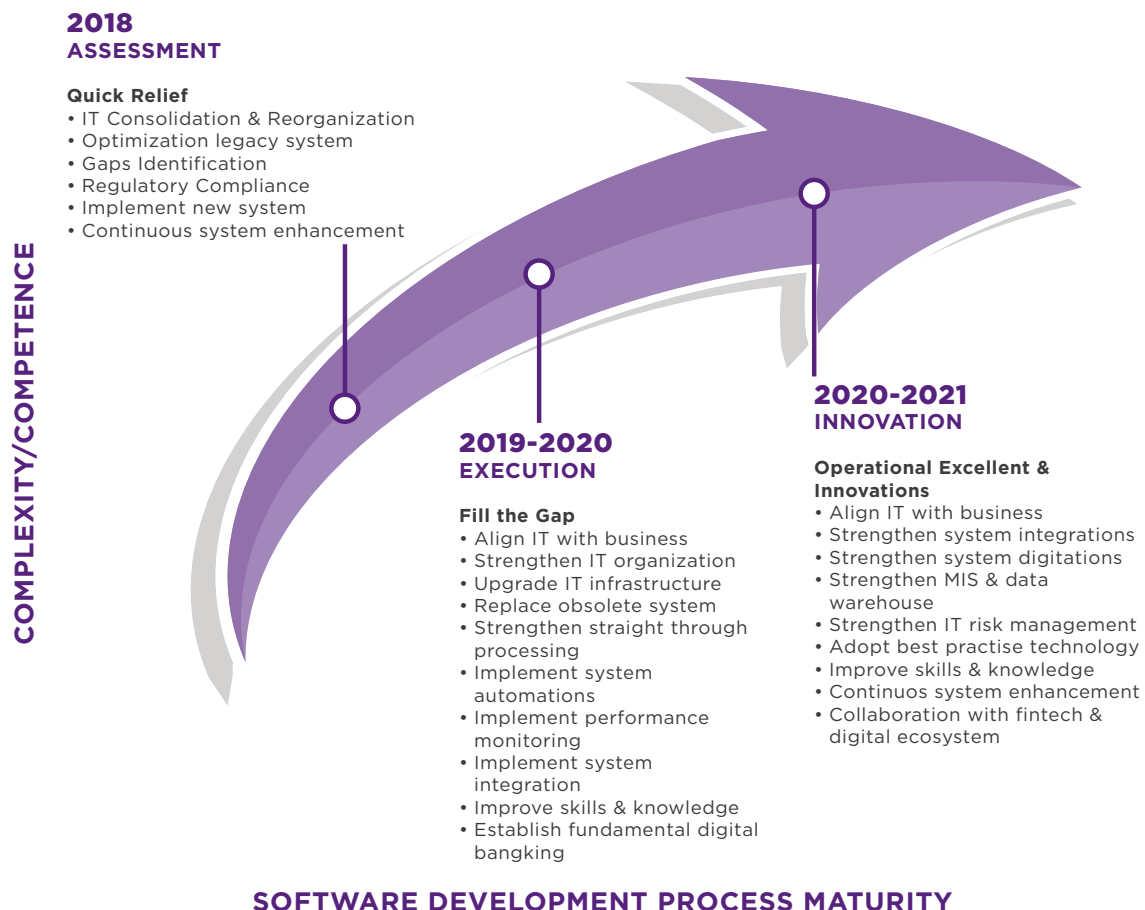 2018
ASSESSMENT
Quick Relief
• IT Consolidation & Reorganization
• Optimization legacy system
• Gaps Identification
• Regulatory Compliance
• Implement new system
• Continuous system enhancement
COMPLEXITY/COMPETENCE
2019-2020
EXECUTION
Fill the Gap
• Align IT with business
• Strengthen IT organization
• Upgrade IT infrastructure
• Replace obsolete system
• Strengthen straight through
processing
• Implement system
automations
• Implement performance
monitoring
• Implement system
integration
• Improve skills & knowledge
• Establish fundamental digital
bangking
2020-2021
INNOVATION
Operational Excellent &
Innovations
• Align IT with business
• Strengthen system integrations
• Strengthen system digitations
• Strengthen MIS & data
warehouse
• Strengthen IT risk management
• Adopt best practise technology
• Improve skills & knowledge
• Continuos system enhancement
• Collaboration with fintech &
digital ecosystem
SOFTWARE DEVELOPMENT PROCESS MATURITY